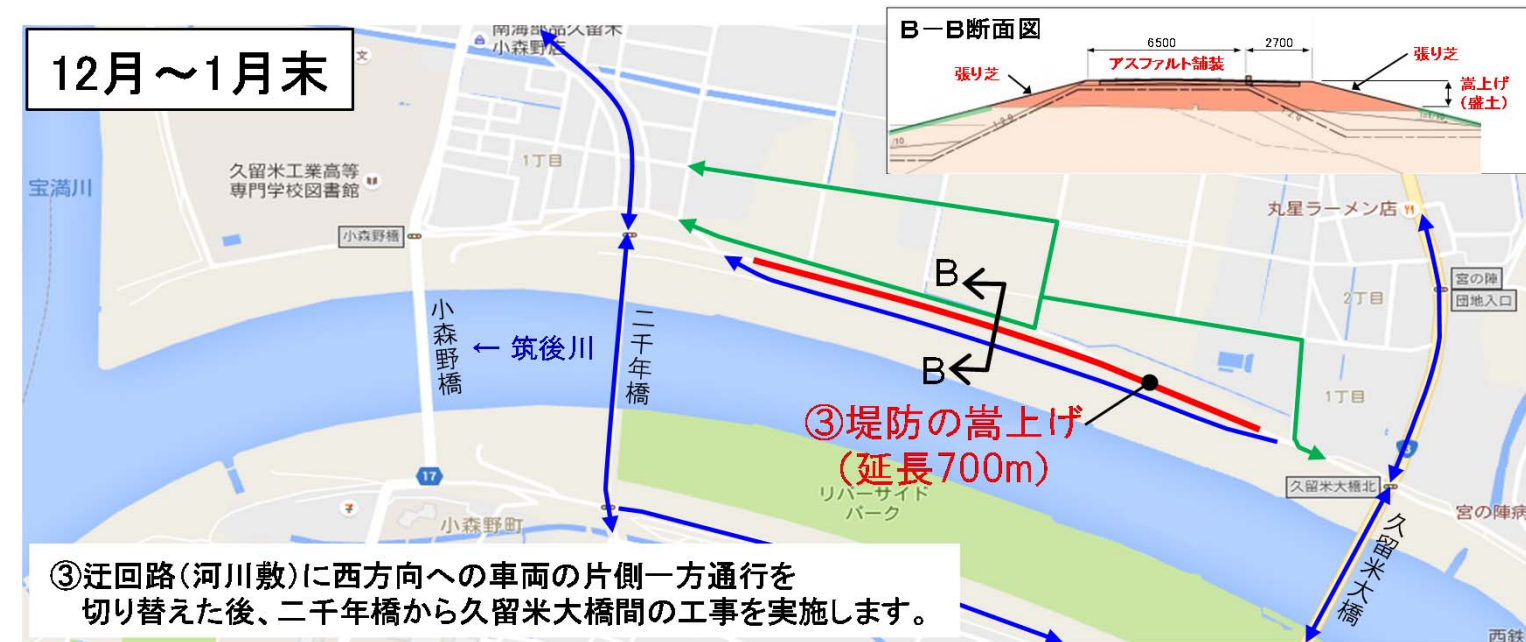 12月～1月末
南海部品久留米
小森野店
文
B－B断面図
6500
2700
アスファルト舗装
張り芝
張り芝
嵩上げ
(盛土)
1丁目
久留米工業高等
専門学校図書館
宝満川
小森野橋
丸星ラーメン店
宮の陣
団地入口
2丁目
B
B
小森野橋
← 筑後川
二千年橋
1丁目
③堤防の嵩上げ
(延長700m)
3
久留米大橋北
リバーサイド
パーク
17
小森野町
宮の陣病
久留米大橋
西鉄
③迂回路(河川敷)に西方向への車両の片側一方通行を
切り替えた後、二千年橋から久留米大橋間の工事を実施します。